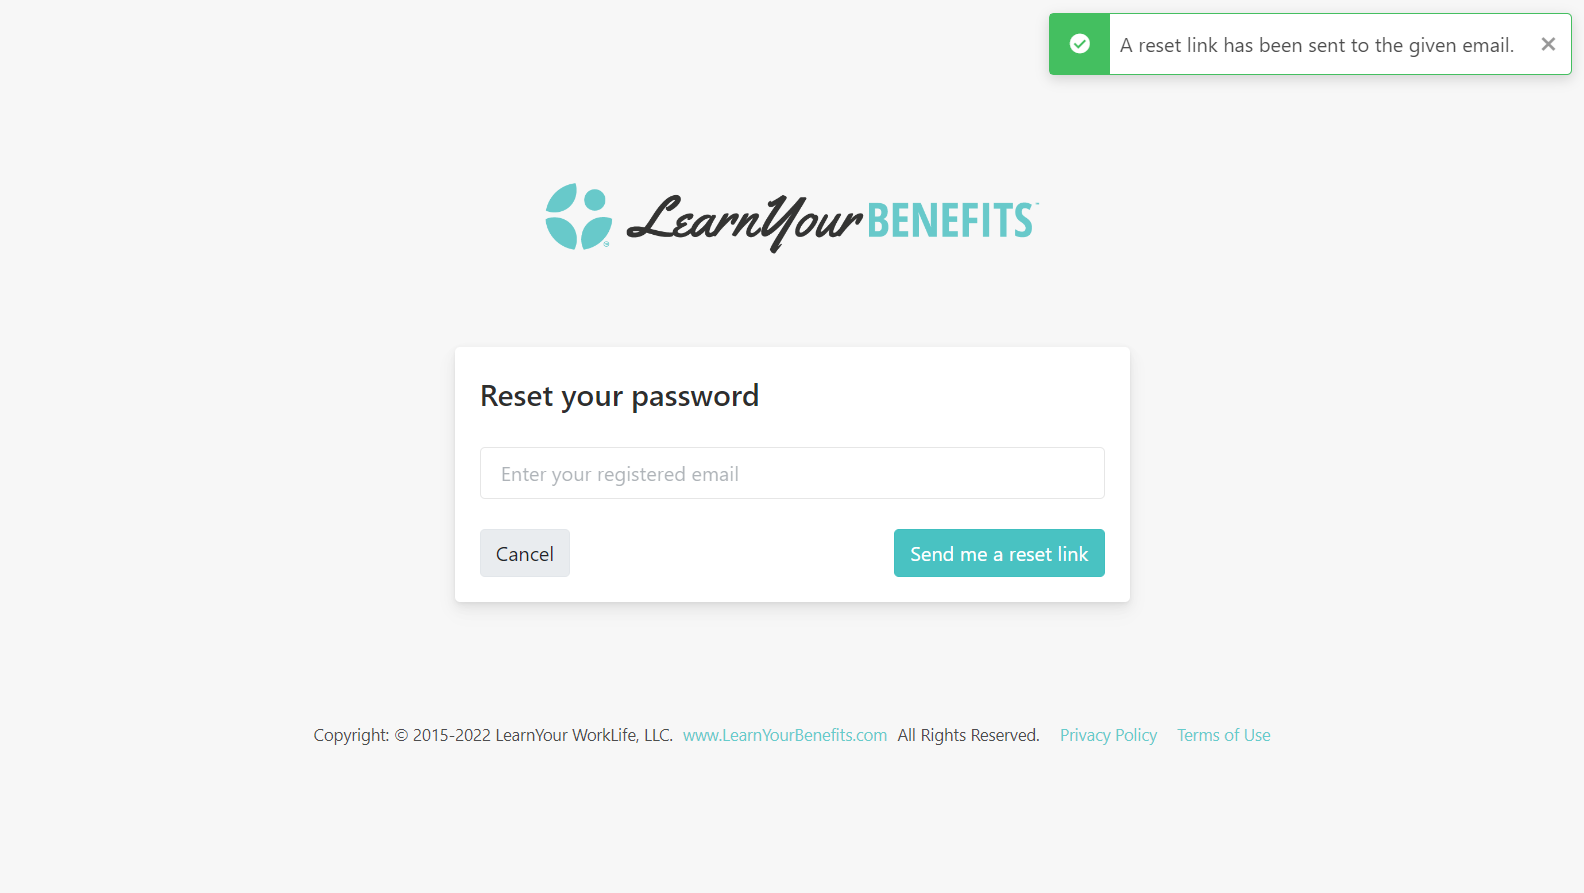 A reset link has been sent to the given email.
LearnYour BENEFITS™
Reset your password
Enter your registered email
Cancel
Send me a reset link
Copyright: © 2015-2022 LearnYour WorkLife, LLC. www.LearnYourBenefits.com All Rights Reserved. Privacy Policy Terms of Use